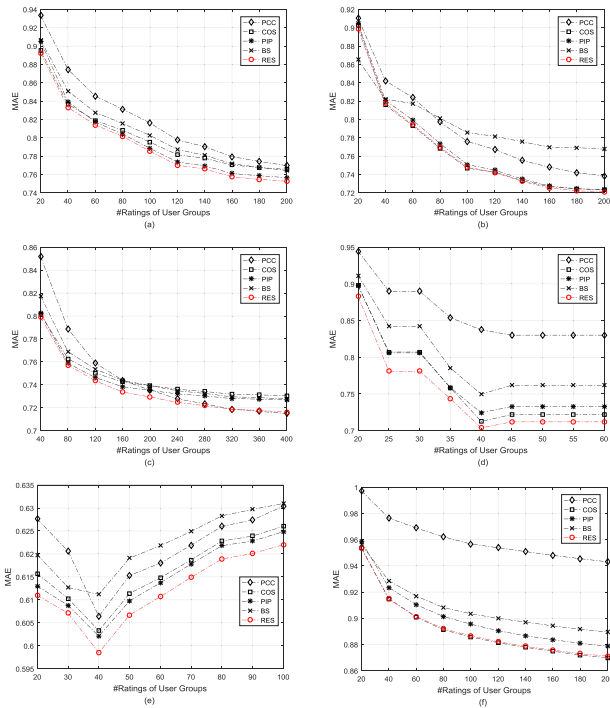 0.94
0.92
0.9
0.88
0.86
0.84
0.82
0.8
0.78
0.76
0.74
MAE
PCC
COS
PIP
BS
RES
20 40 60 80 100 120 140 160 180 200
#Ratings of User Groups
(a)
0.92
0.9
0.88
0.86
0.84
0.82
0.8
0.78
0.76
0.74
0.72
MAE
PCC
COS
PIP
BS
RES
20 40 60 80 100 120 140 160 180 200
#Ratings of User Groups
(b)
0.86
0.84
0.82
0.8
0.78
0.76
0.74
0.72
0.7
MAE
PCC
COS
PIP
BS
RES
40 80 120 160 200 240 280 320 360 400
#Ratings of User Groups
(c)
0.95
0.9
0.85
0.8
0.75
0.7
0.65
MAE
PCC
COS
PIP
BS
RES
20 25 30 35 40 45 50 55 60
#Ratings of User Groups
(d)
0.635
0.63
0.625
0.62
0.615
0.61
0.605
0.6
0.595
MAE
PCC
COS
PIP
BS
RES
20 30 40 50 60 70 80 90 100
#Ratings of User Groups
(e)
1
0.98
0.96
0.94
0.92
0.9
0.88
0.86
MAE
PCC
COS
PIP
BS
RES
20 40 60 80 100 120 140 160 180 200
#Ratings of User Groups
(f)